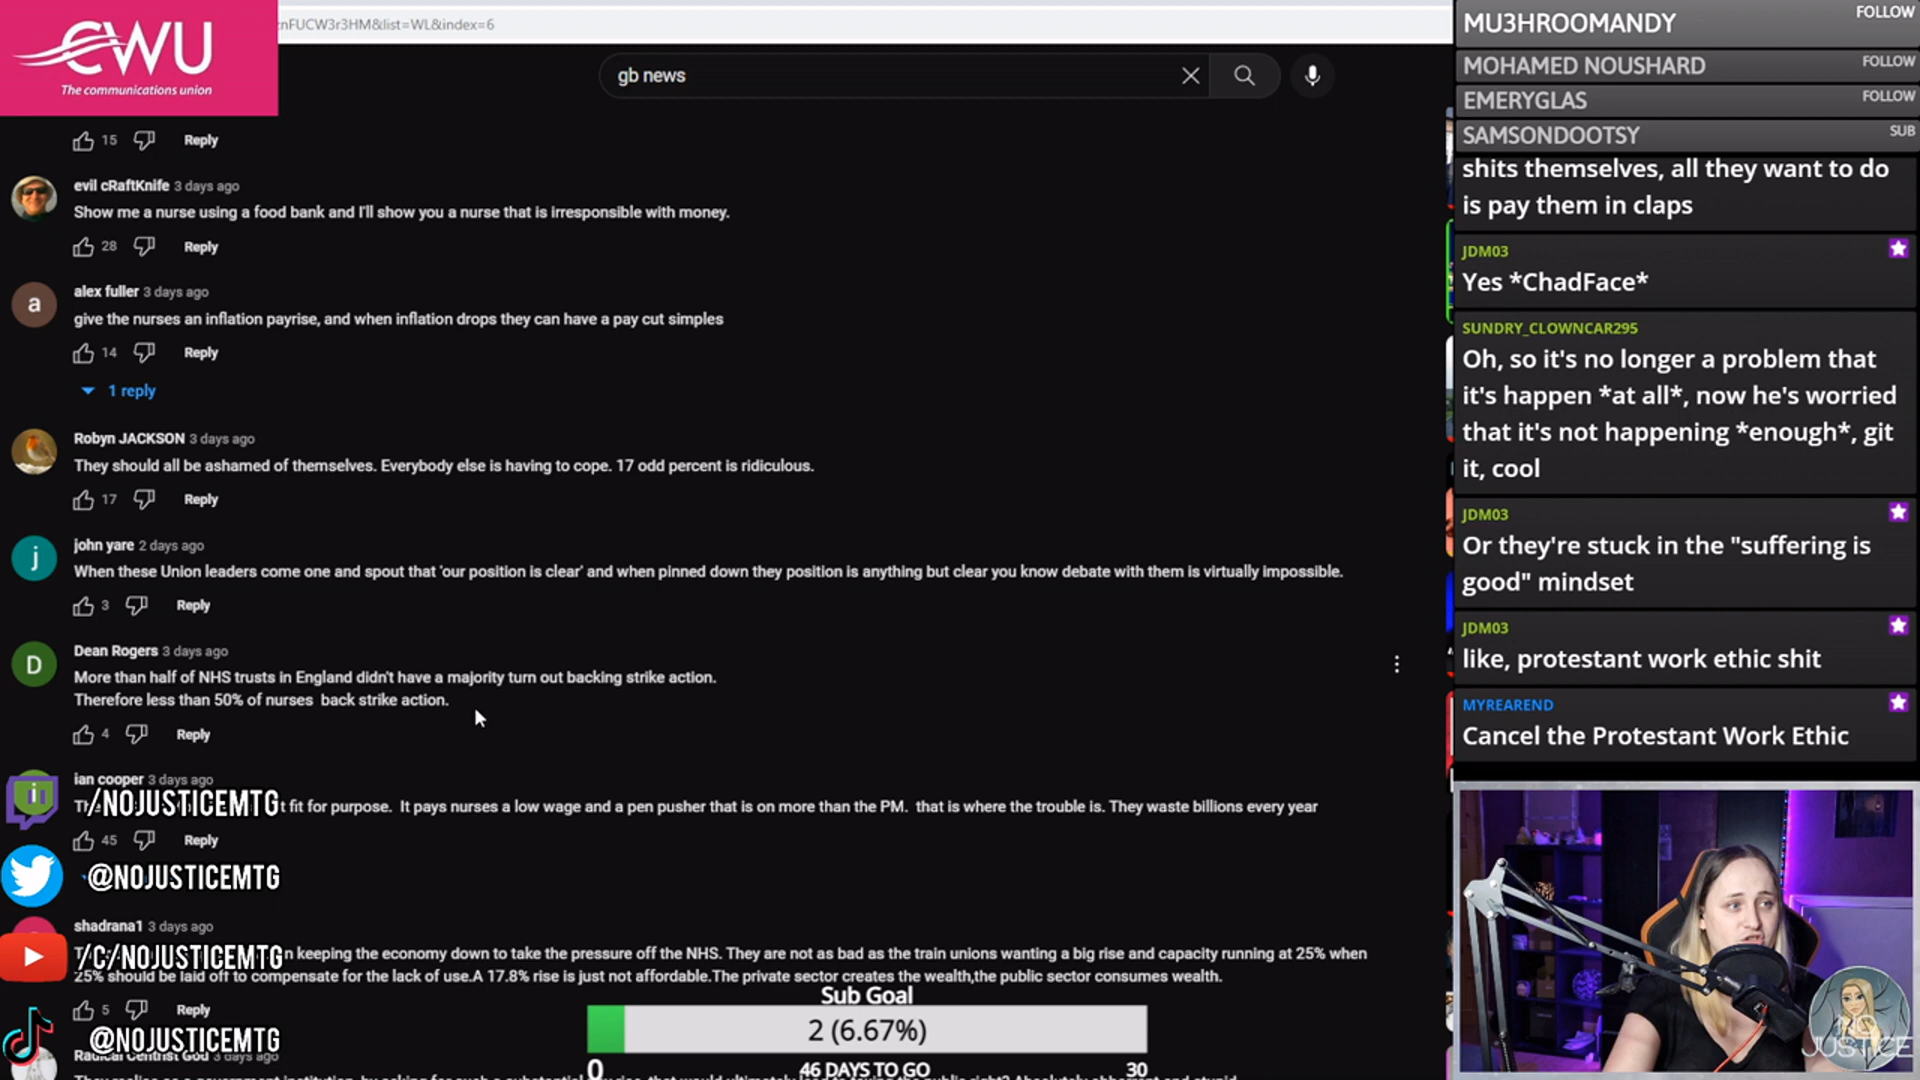 CWU
The communications union
nFUCW3r3HM&list=WL&index=6
gb news
15 Reply
evil cRaftKnife 3 days ago
Show me a nurse using a food bank and I'll show you a nurse that is irresponsible with money.
28 Reply
a
alex fuller 3 days ago
give the nurses an inflation payrise, and when inflation drops they can have a pay cut simples
14 Reply
1 reply
Robyn JACKSON 3 days ago
They should all be ashamed of themselves. Everybody else is having to cope. 17 odd percent is ridiculous.
17 Reply
j
john yare 2 days ago
When these Union leaders come one and spout that 'our position is clear' and when pinned down they position is anything but clear you know debate with them is virtually impossible.
3 Reply
D
Dean Rogers 3 days ago
More than half of NHS trusts in England didn't have a majority turn out backing strike action.
Therefore less than 50% of nurses back strike action.
4 Reply
ian cooper 3 days ago
/NOJUSTICEMTG
t fit for purpose. It pays nurses a low wage and a pen pusher that is on more than the PM. that is where the trouble is. They waste billions every year
45 Reply
@NOJUSTICEMTG
shadrana1 3 days ago
/C/NOJUSTICEMTG
n keeping the economy down to take the pressure off the NHS. They are not as bad as the train unions wanting a big rise and capacity running at 25% when
25% should be laid off to compensate for the lack of use.A 17.8% rise is just not affordable.The private sector creates the wealth,the public sector consumes wealth.
5 Reply
@NOJUSTICEMTG
Radical Centrist God 3 days ago
Sub Goal
2 (6.67%)
0 46 DAYS TO GO 30
MU3HROOMANDY FOLLOW
MOHAMED NOUSHARD FOLLOW
EMERYGLAS FOLLOW
SAMSONDOOTSY SUB
shits themselves, all they want to do
is pay them in claps
JDM03
Yes *ChadFace*
SUNDRY_CLOWNCAR295
Oh, so it's no longer a problem that
it's happen *at all*, now he's worried
that it's not happening *enough*, git
it, cool
JDM03
Or they're stuck in the "suffering is
good" mindset
JDM03
like, protestant work ethic shit
MYREAREND
Cancel the Protestant Work Ethic
NO
JUSTICE